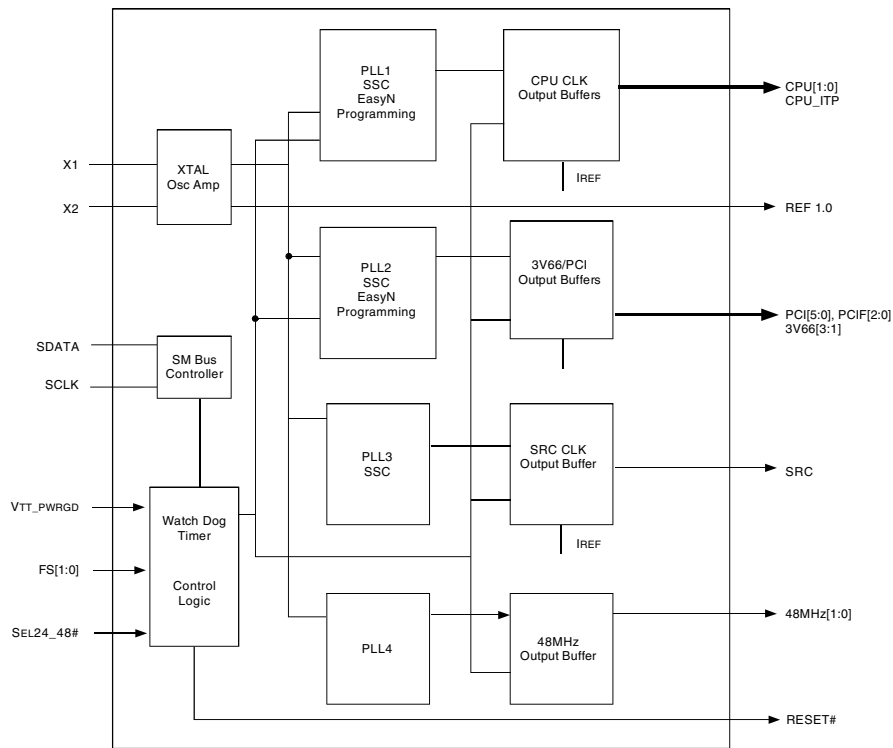 PLL1
SSC
EasyN
Programming
CPU CLK
Output Buffers
CPU[1:0]
CPU_ITP
X1
XTAL
Osc Amp
IREF
X2
REF 1.0
PLL2
SSC
EasyN
Programming
3V66/PCI
Output Buffers
PCI[5:0], PCIF[2:0]
3V66[3:1]
SDATA
SM Bus
Controller
SCLK
PLL3
SSC
SRC CLK
Output Buffer
SRC
VTT_PWRGD
Watch Dog
Timer
IREF
FS[1:0]
Control
Logic
SEL24_48#
PLL4
48MHz
Output Buffer
48MHz[1:0]
RESET#